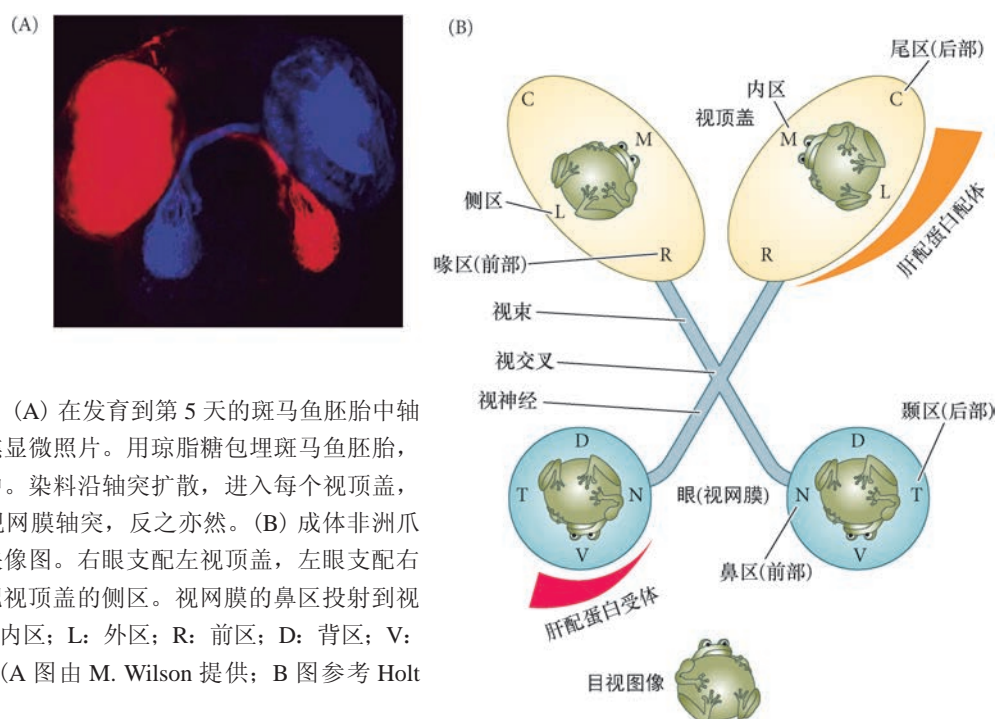 (A)
(B)
尾区(后部)
内区
视顶盖
C
C
M
M
侧区
L
L
喙区(前部)
R
R
肝配蛋白配体
视束
视交叉
视神经
颞区(后部)
D
D
T
N
眼(视网膜)
N
T
V
V
鼻区(前部)
肝配蛋白受体
目视图像
(A) 在发育到第 5 天的斑马鱼胚胎中轴
显微照片。用琼脂糖包埋斑马鱼胚胎,
。染料沿轴突扩散,进入每个视顶盖,
视网膜轴突,反之亦然。(B) 成体非洲爪
像图。右眼支配左视顶盖,左眼支配右
视顶盖的侧区。视网膜的鼻区投射到视
内区;L:外区;R:前区;D:背区;V:
(A 图由 M. Wilson 提供;B 图参考 Holt